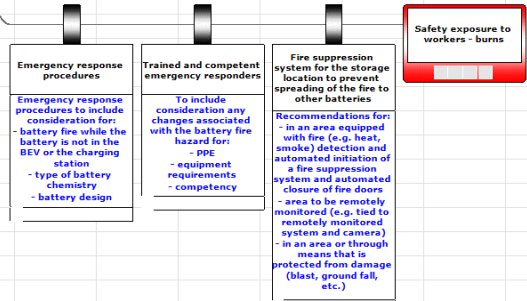 Safety exposure to
workers - burns
Emergency response
procedures
Emergency response
procedures to include
consideration for:
- battery fire while the
battery is not in the
BEV or the charging
station
- type of battery
chemistry
- battery design
Trained and competent
emergency responders
To include
consideration any
changes associated
with the battery fire
hazard for:
- PPE
- equipment
requirements
- competency
Fire suppression
system for the storage
location to prevent
spreading of the fire to
other batteries
Recommendations for:
- in an area equipped
with fire (e.g. heat,
smoke) detection and
automated initiation of
a fire suppression
system and automated
closure of fire doors
- area to be remotely
monitored (e.g. tied to
remotely monitored
system and camera)
- in an area or through
means that is
protected from damage
(blast, ground fall,
etc.)